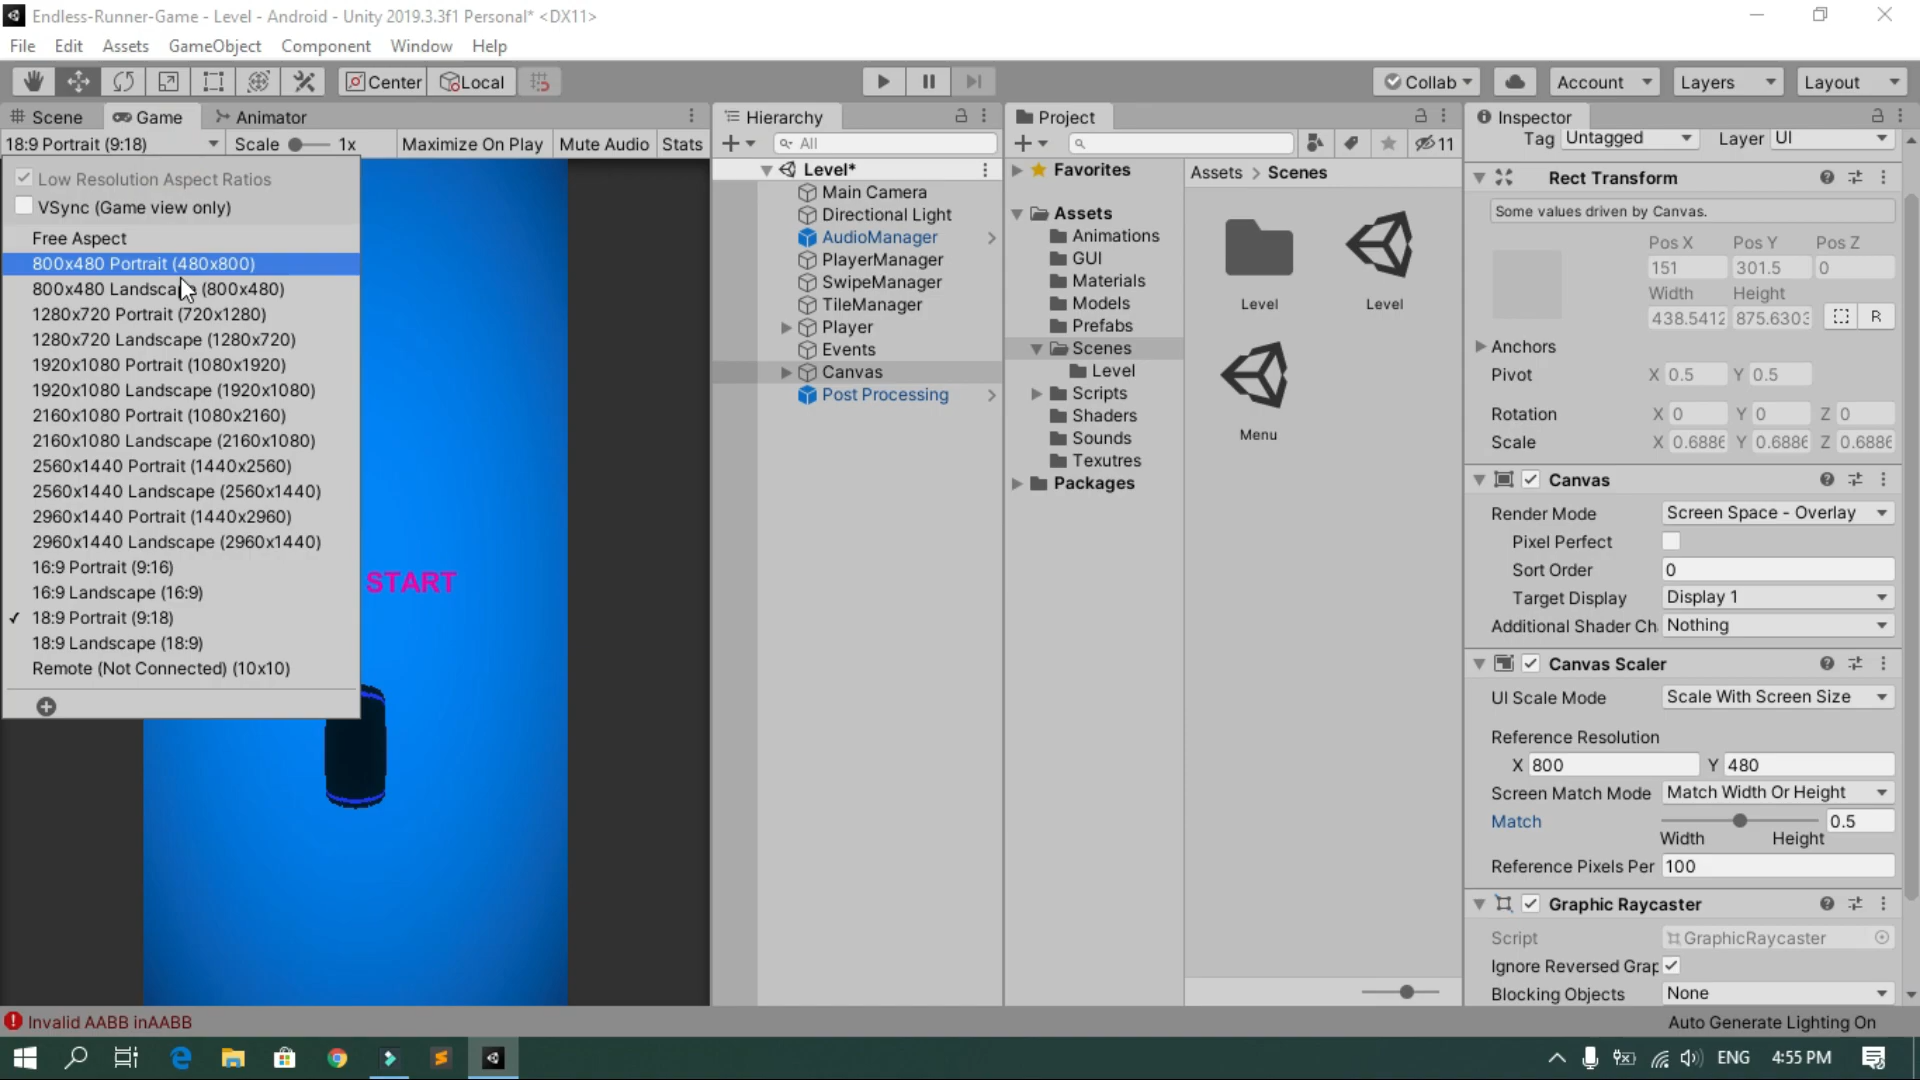 Endless-Runner-Game - Level - Android - Unity 2019.3.3f1 Personal* <DX11>
File Edit Assets GameObject Component Window Help
Center Local Collab Account Layers Layout
Scene Game Animator
18:9 Portrait (9:18) Scale 1x Maximize On Play Mute Audio Stats
Low Resolution Aspect Ratios
VSync (Game view only)
Free Aspect
800x480 Portrait (480x800)
800x480 Landscape (800x480)
1280x720 Portrait (720x1280)
1280x720 Landscape (1280x720)
1920x1080 Portrait (1080x1920)
1920x1080 Landscape (1920x1080)
2160x1080 Portrait (1080x2160)
2160x1080 Landscape (2160x1080)
2560x1440 Portrait (1440x2560)
2560x1440 Landscape (2560x1440)
2960x1440 Portrait (1440x2960)
2960x1440 Landscape (2960x1440)
16:9 Portrait (9:16)
16:9 Landscape (16:9)
18:9 Portrait (9:18)
18:9 Landscape (18:9)
Remote (Not Connected) (10x10)
START
Hierarchy
All
Level*
Main Camera
Directional Light
AudioManager
PlayerManager
SwipeManager
TileManager
Player
Events
Canvas
Post Processing
Project
11
Favorites
Assets
Animations
GUI
Materials
Models
Prefabs
Scenes
Level
Scripts
Shaders
Sounds
Texutres
Packages
Assets > Scenes
Level
Level
Menu
Inspector
Tag Untagged Layer UI
Rect Transform
Some values driven by Canvas.
Pos X Pos Y Pos Z
151 301.5 0
Width Height
438.5412 875.6303 R
Anchors
Pivot X 0.5 Y 0.5
Rotation X 0 Y 0 Z 0
Scale X 0.6886 Y 0.6886 Z 0.6886
Canvas
Render Mode Screen Space - Overlay
Pixel Perfect
Sort Order 0
Target Display Display 1
Additional Shader Ch Nothing
Canvas Scaler
UI Scale Mode Scale With Screen Size
Reference Resolution
X 800 Y 480
Screen Match Mode Match Width Or Height
Match 0.5
Width Height
Reference Pixels Per 100
Graphic Raycaster
Script GraphicRaycaster
Ignore Reversed Grap
Blocking Objects None
Invalid AABB inAABB
Auto Generate Lighting On
ENG 4:55 PM